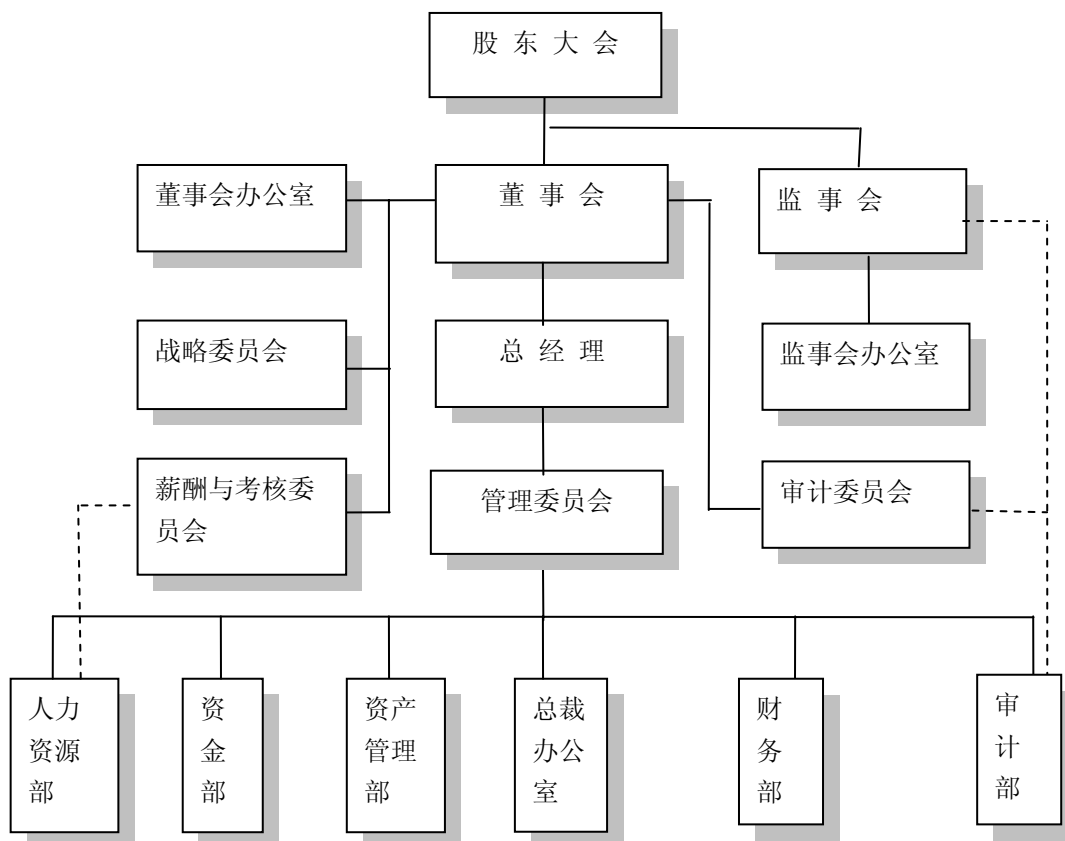 股 东 大 会
董事会办公室
董 事 会
监 事 会
战略委员会
总 经 理
监事会办公室
薪酬与考核委
员会
管理委员会
审计委员会
人力
资源
部
资
金
部
资产
管理
部
总裁
办公
室
财
务
部
审
计
部